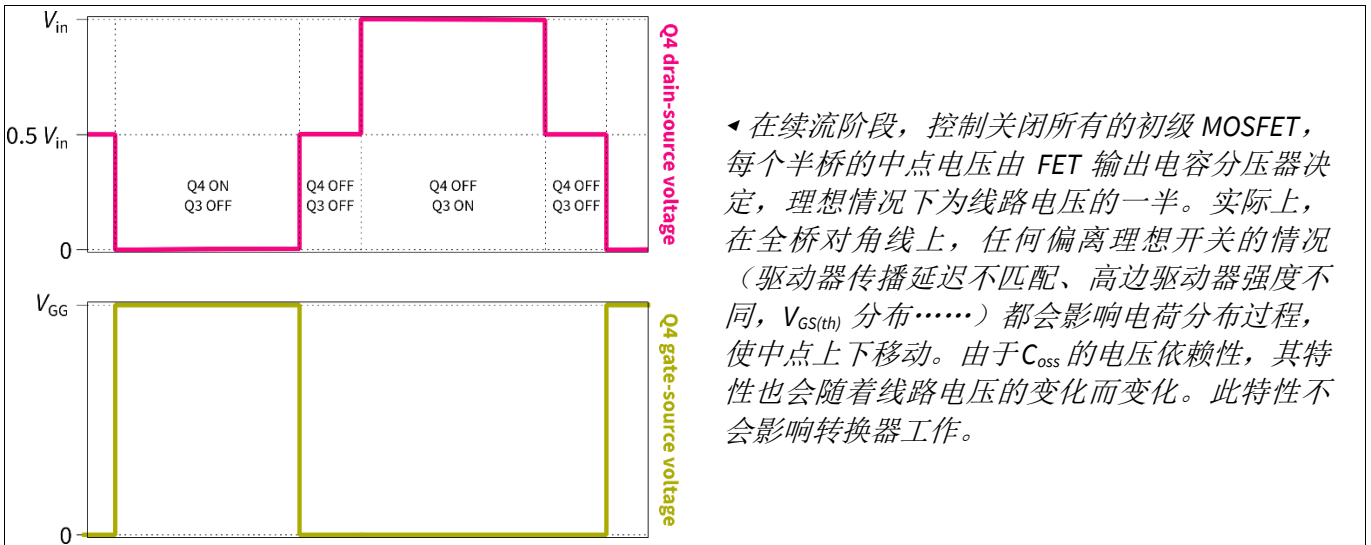 Vin
0.5 Vin
0
Q4 ON
Q3 OFF
Q4 OFF
Q3 OFF
Q4 OFF
Q3 ON
Q4 OFF
Q3 OFF
Q4 drain-source voltage
VGG
0
Q4 gate-source voltage
◂ 在续流阶段，控制关闭所有的初级 MOSFET，
每个半桥的中点电压由 FET 输出电容分压器决
定，理想情况下为线路电压的一半。实际上，
在全桥对角线上，任何偏离理想开关的情况
（驱动器传播延迟不匹配、高边驱动器强度不
同，VGS(th) 分布……）都会影响电荷分布过程，
使中点上下移动。由于Coss 的电压依赖性，其特
性也会随着线路电压的变化而变化。此特性不
会影响转换器工作。